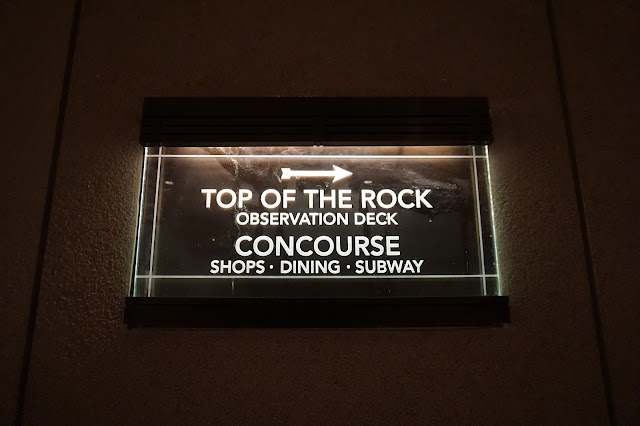 TOP OF THE ROCK
OBSERVATION DECK
CONCOURSE
SHOPS · DINING · SUBWAY